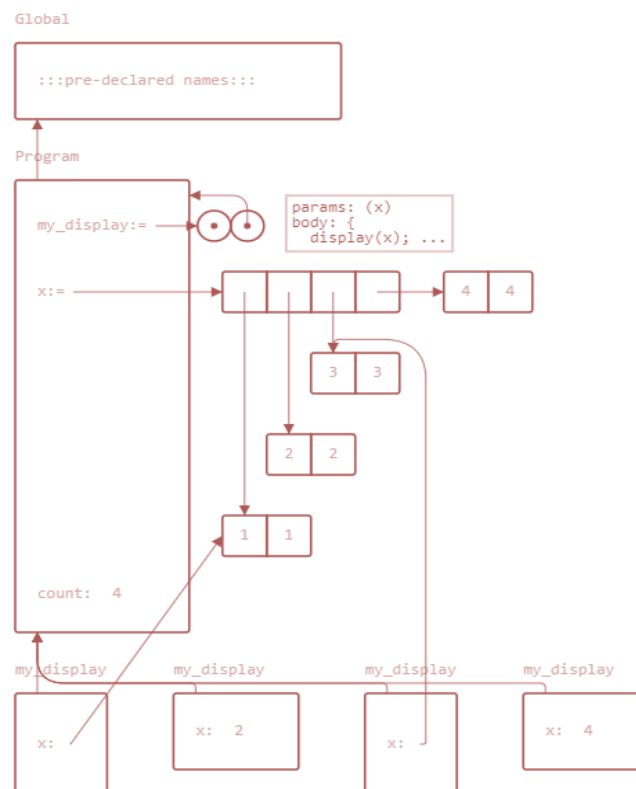 Global
:::pre-declared names:::
Program
my_display:=
params: (x)
body: {
display(x); ...
x:=
4 4
3 3
2 2
1 1
count: 4
my_display my_display my_display my_display
x: x: 2 x: x: 4